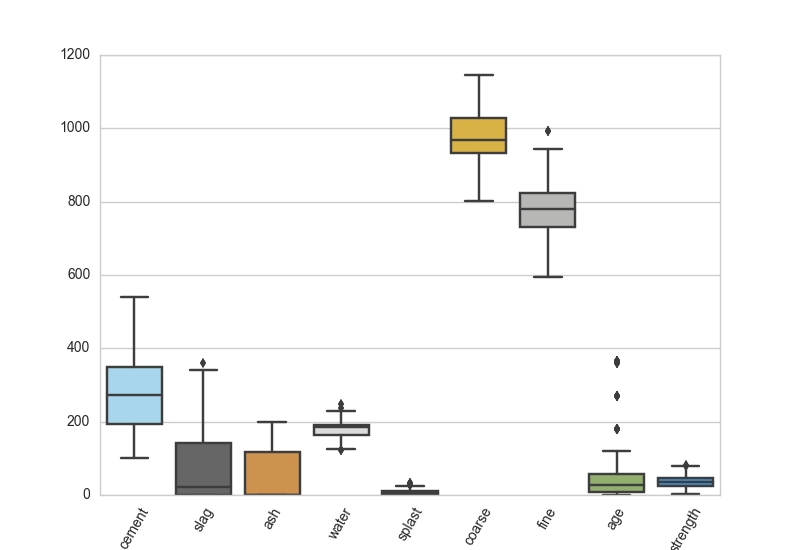 1200
1000
800
600
400
200
0
cement
slag
ash
water
splast
coarse
fine
age
strength